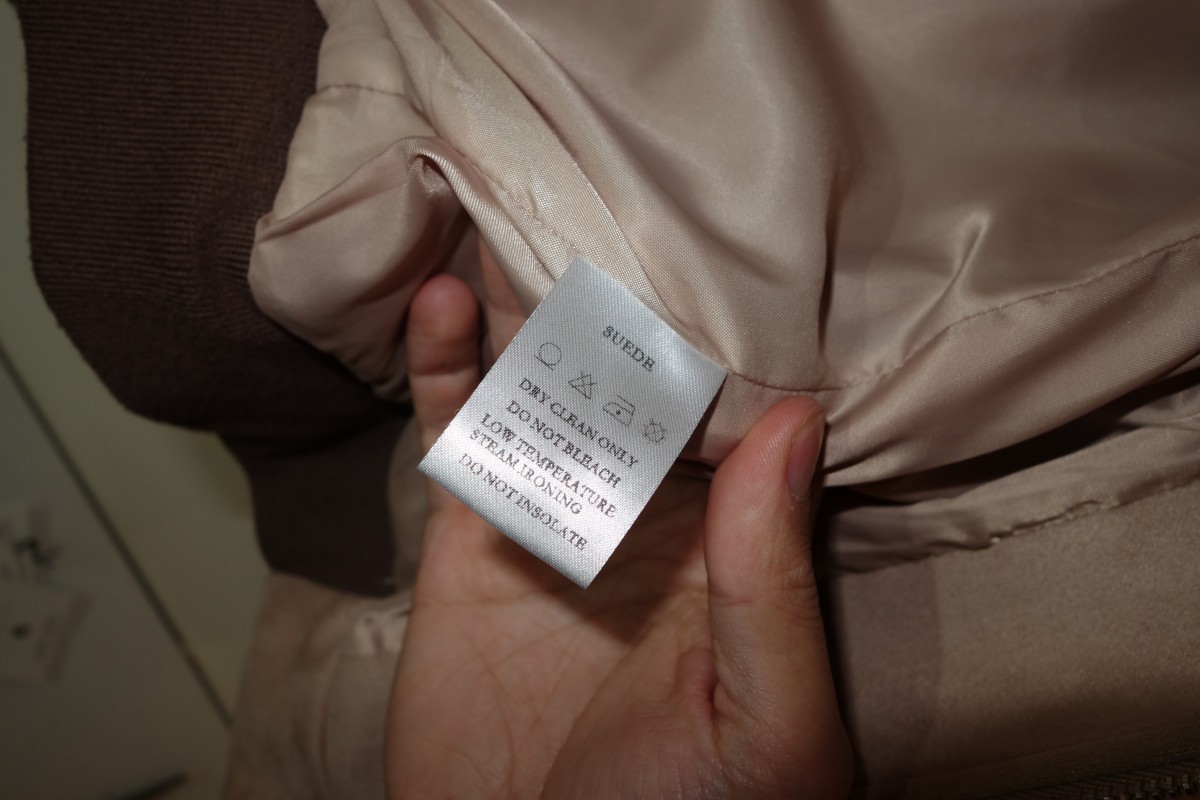 SUEDE
DRY CLEAN ONLY
DO NOT BLEACH
LOW TEMPERATURE
STEAM IRONING
DO NOT INSOLATE